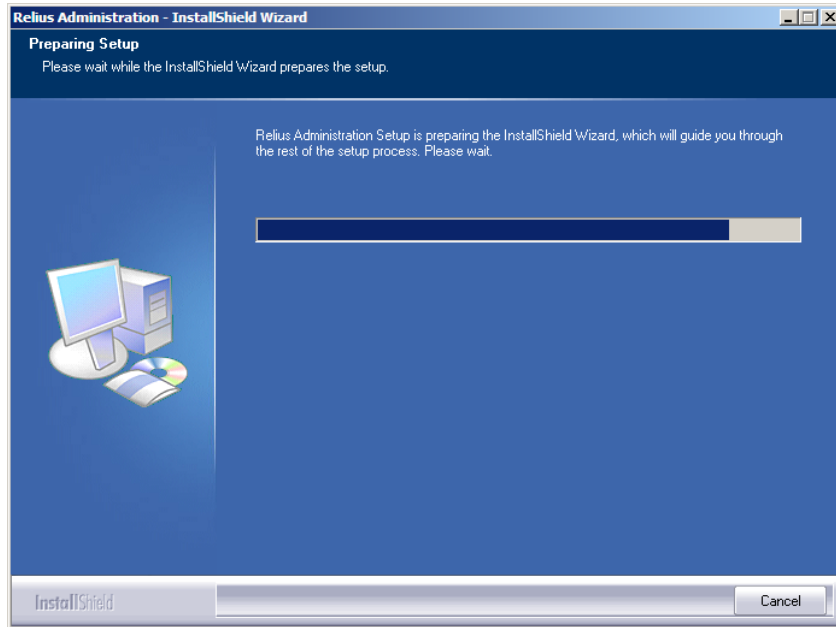 Relius Administration - InstallShield Wizard
Preparing Setup
Please wait while the InstallShield Wizard prepares the setup.
Relius Administration Setup is preparing the InstallShield Wizard, which will guide you through
the rest of the setup process. Please wait.
InstallShield
Cancel